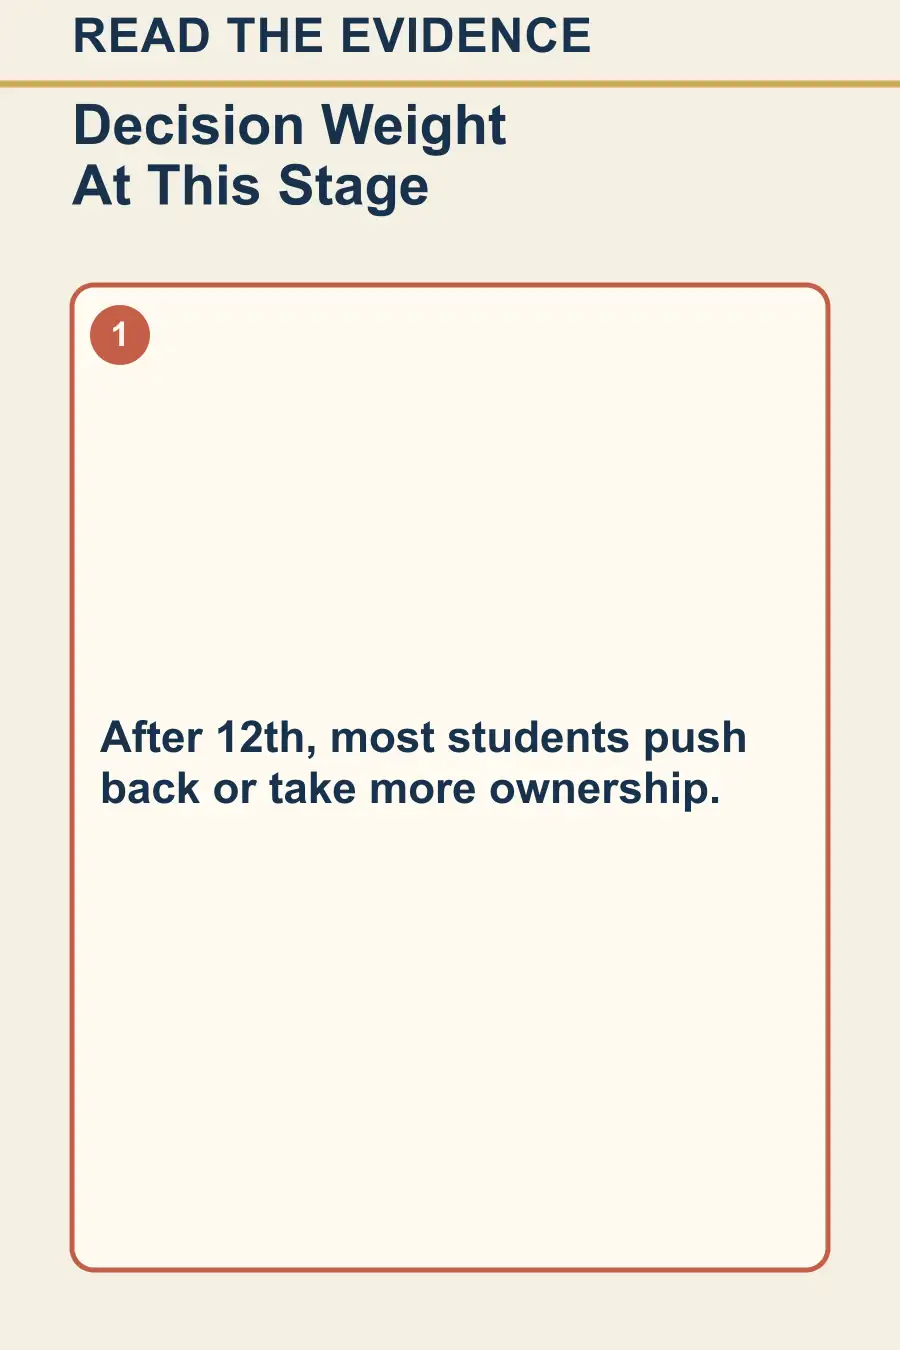 READ THE EVIDENCE
Decision Weight
At This Stage
1
After 12th, most students push
back or take more ownership.